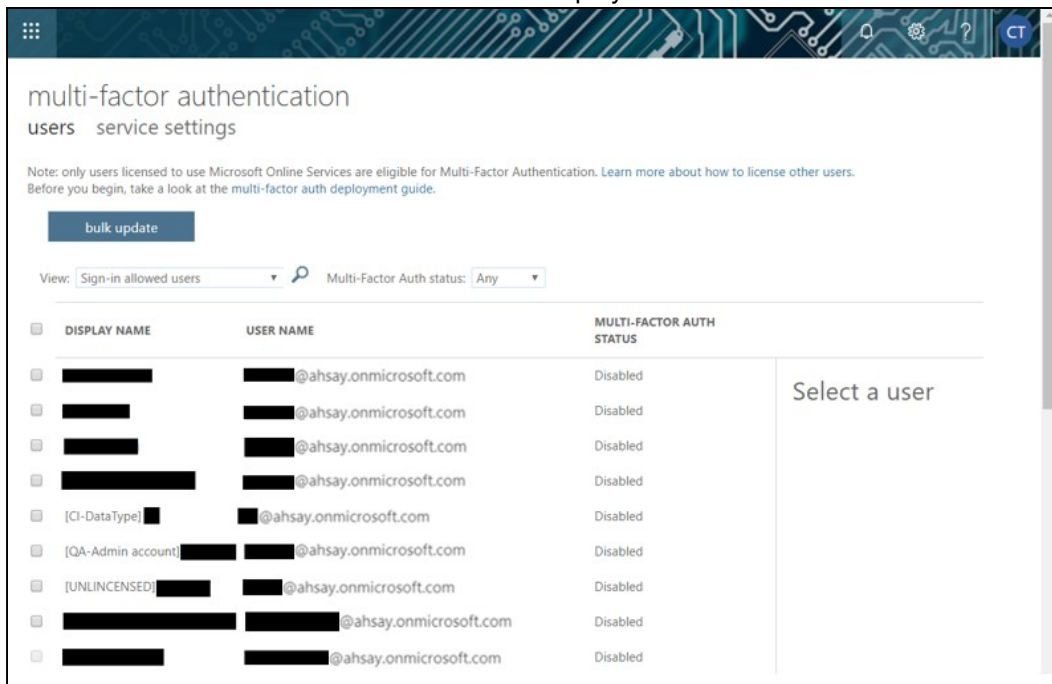 CT
multi-factor authentication
users service settings
Note: only users licensed to use Microsoft Online Services are eligible for Multi-Factor Authentication. Learn more about how to license other users.
Before you begin, take a look at the multi-factor auth deployment guide.
bulk update
View: Sign-in allowed users Multi-Factor Auth status: Any
DISPLAY NAME USER NAME MULTI-FACTOR AUTH
STATUS
@ahsay.onmicrosoft.com Disabled
Select a user
@ahsay.onmicrosoft.com Disabled
@ahsay.onmicrosoft.com Disabled
@ahsay.onmicrosoft.com Disabled
[CI-DataType] @ahsay.onmicrosoft.com Disabled
[QA-Admin account] @ahsay.onmicrosoft.com Disabled
[UNLINCENSED] @ahsay.onmicrosoft.com Disabled
@ahsay.onmicrosoft.com Disabled
@ahsay.onmicrosoft.com Disabled